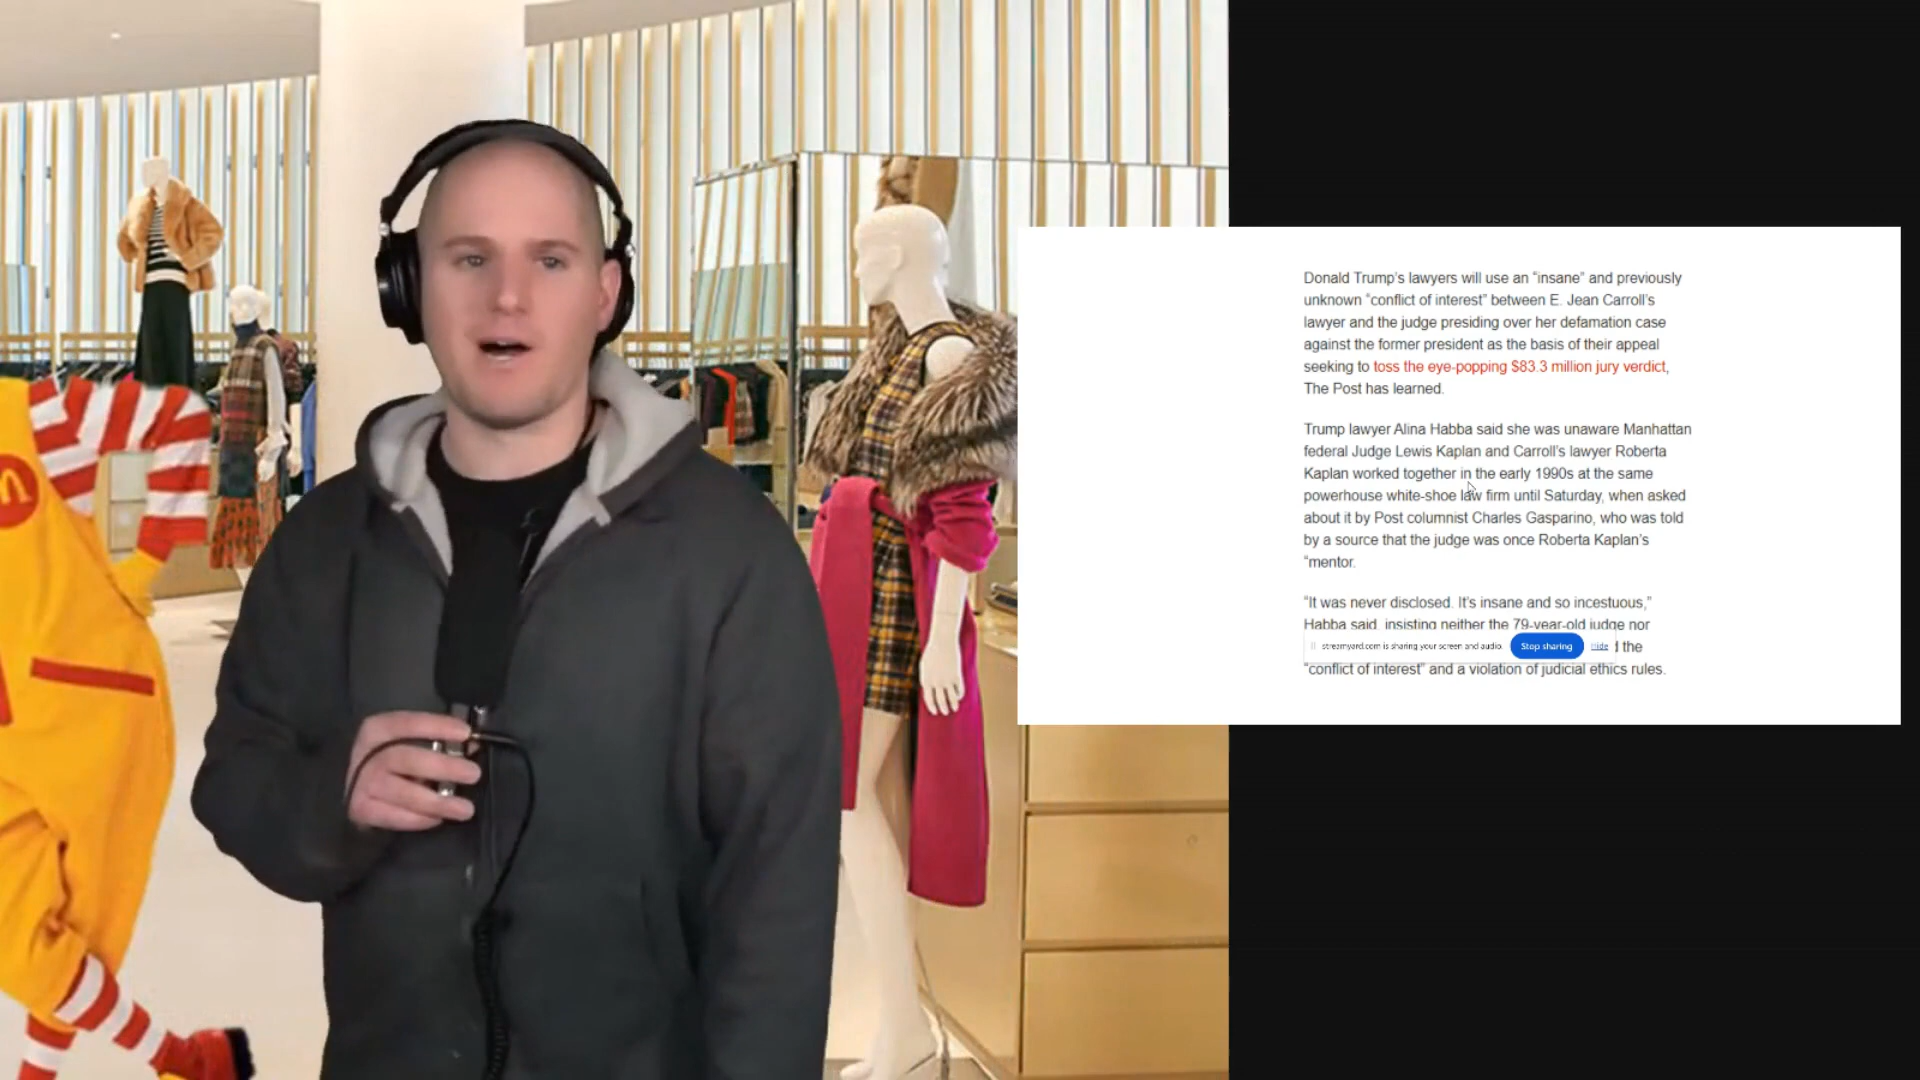 Donald Trump’s lawyers will use an “insane” and previously
unknown “conflict of interest” between E. Jean Carroll’s
lawyer and the judge presiding over her defamation case
against the former president as the basis of their appeal
seeking to toss the eye-popping $83.3 million jury verdict,
The Post has learned.
Trump lawyer Alina Habba said she was unaware Manhattan
federal Judge Lewis Kaplan and Carroll’s lawyer Roberta
Kaplan worked together in the early 1990s at the same
powerhouse white-shoe law firm until Saturday, when asked
about it by Post columnist Charles Gasparino, who was told
by a source that the judge was once Roberta Kaplan’s
“mentor.
“It was never disclosed. It’s insane and so incestuous,”
Habba said, insisting neither the 79-year-old judge nor
streamyard.com is sharing your screen and audio. Stop sharing Hide
the
“conflict of interest” and a violation of judicial ethics rules.